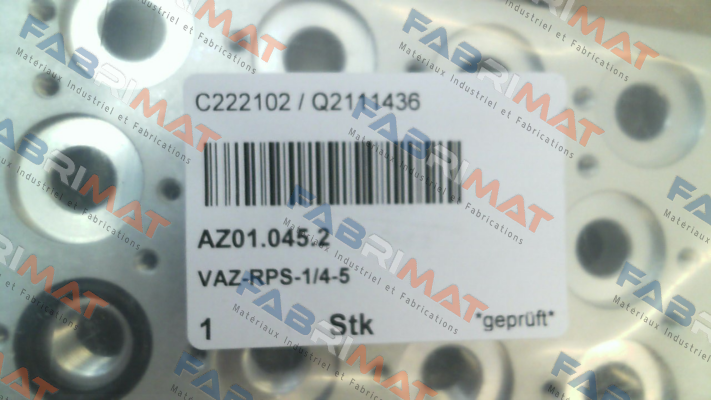 C222102 / Q2111436
AZ01.045.2
VAZ-RPS-1/4-5
1 Stk *geprüft*
FABRIMAT
Matériaux Industriel et Fabrications